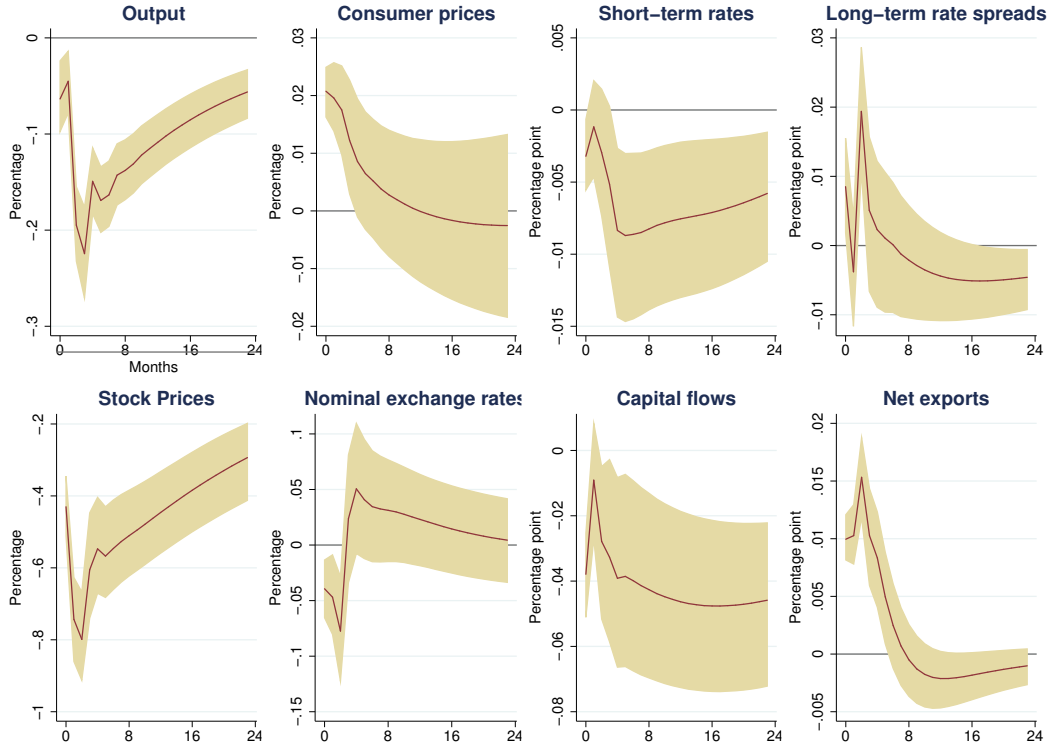 Output
Percentage
0
−.1
−.2
−.3
0 8 16 24
Months
Consumer prices
Percentage
.03
.02
.01
0
−.01
−.02
0 8 16 24
Short−term rates
Percentage point
.005
0
−.005
−.01
−.015
0 8 16 24
Long−term rate spreads
Percentage point
.03
.02
.01
0
−.01
0 8 16 24
Stock Prices
Percentage
−.2
−.4
−.6
−.8
−1
0 8 16 24
Nominal exchange rates
Percentage
.1
.05
0
−.05
−.1
−.15
0 8 16 24
Capital flows
Percentage point
0
−.02
−.04
−.06
−.08
0 8 16 24
Net exports
Percentage point
.02
.015
.01
.005
0
−.005
0 8 16 24